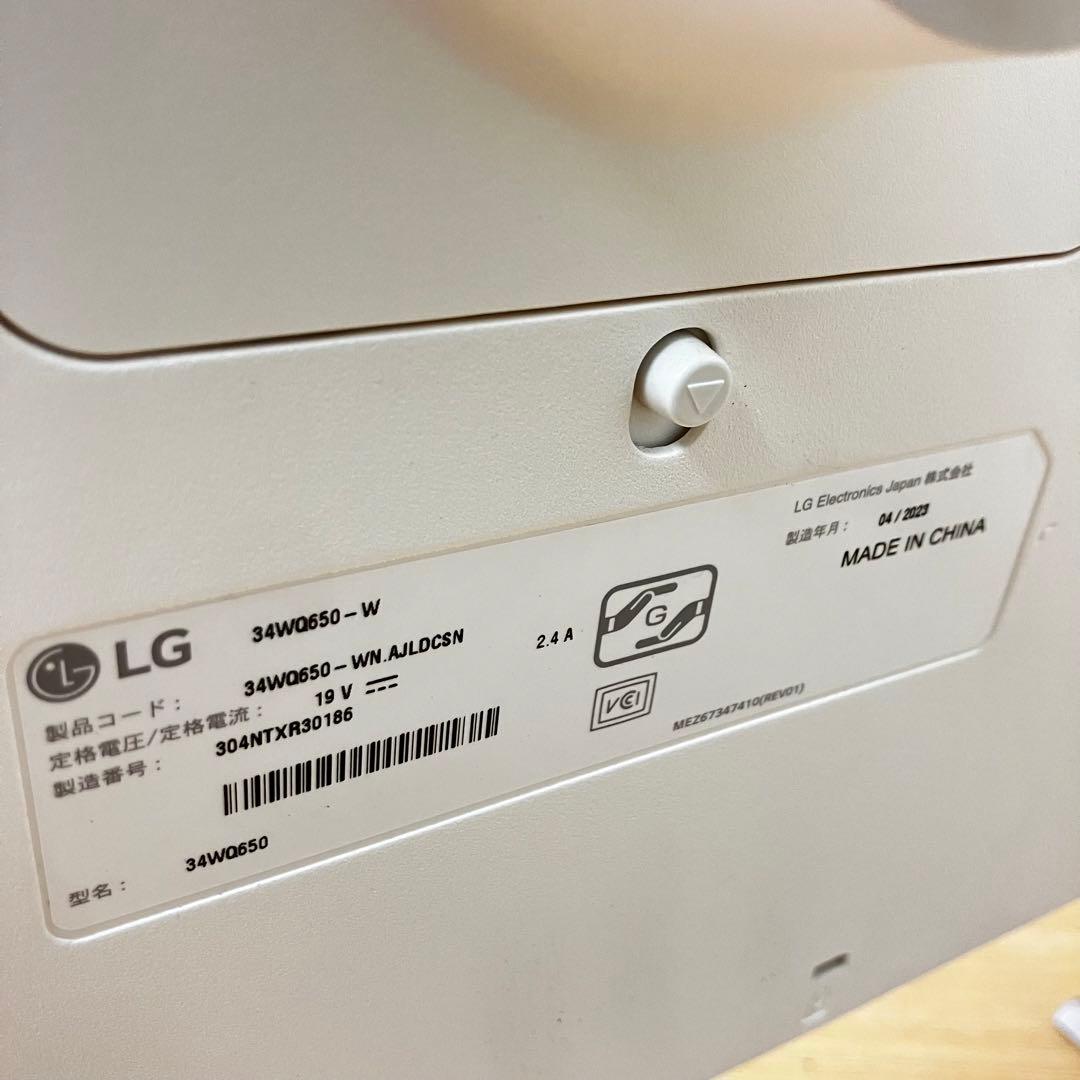 LG
34WQ650-W
製品コード: 34WQ650-WN.AJLDCSN
定格電圧/定格電流: 19 V 2.4 A
製造番号: 304NTXR30186
型名: 34WQ650
G
VCCI
MEZ67347410(REV01)
LG Electronics Japan 株式会社
製造年月: 04/2023
MADE IN CHINA